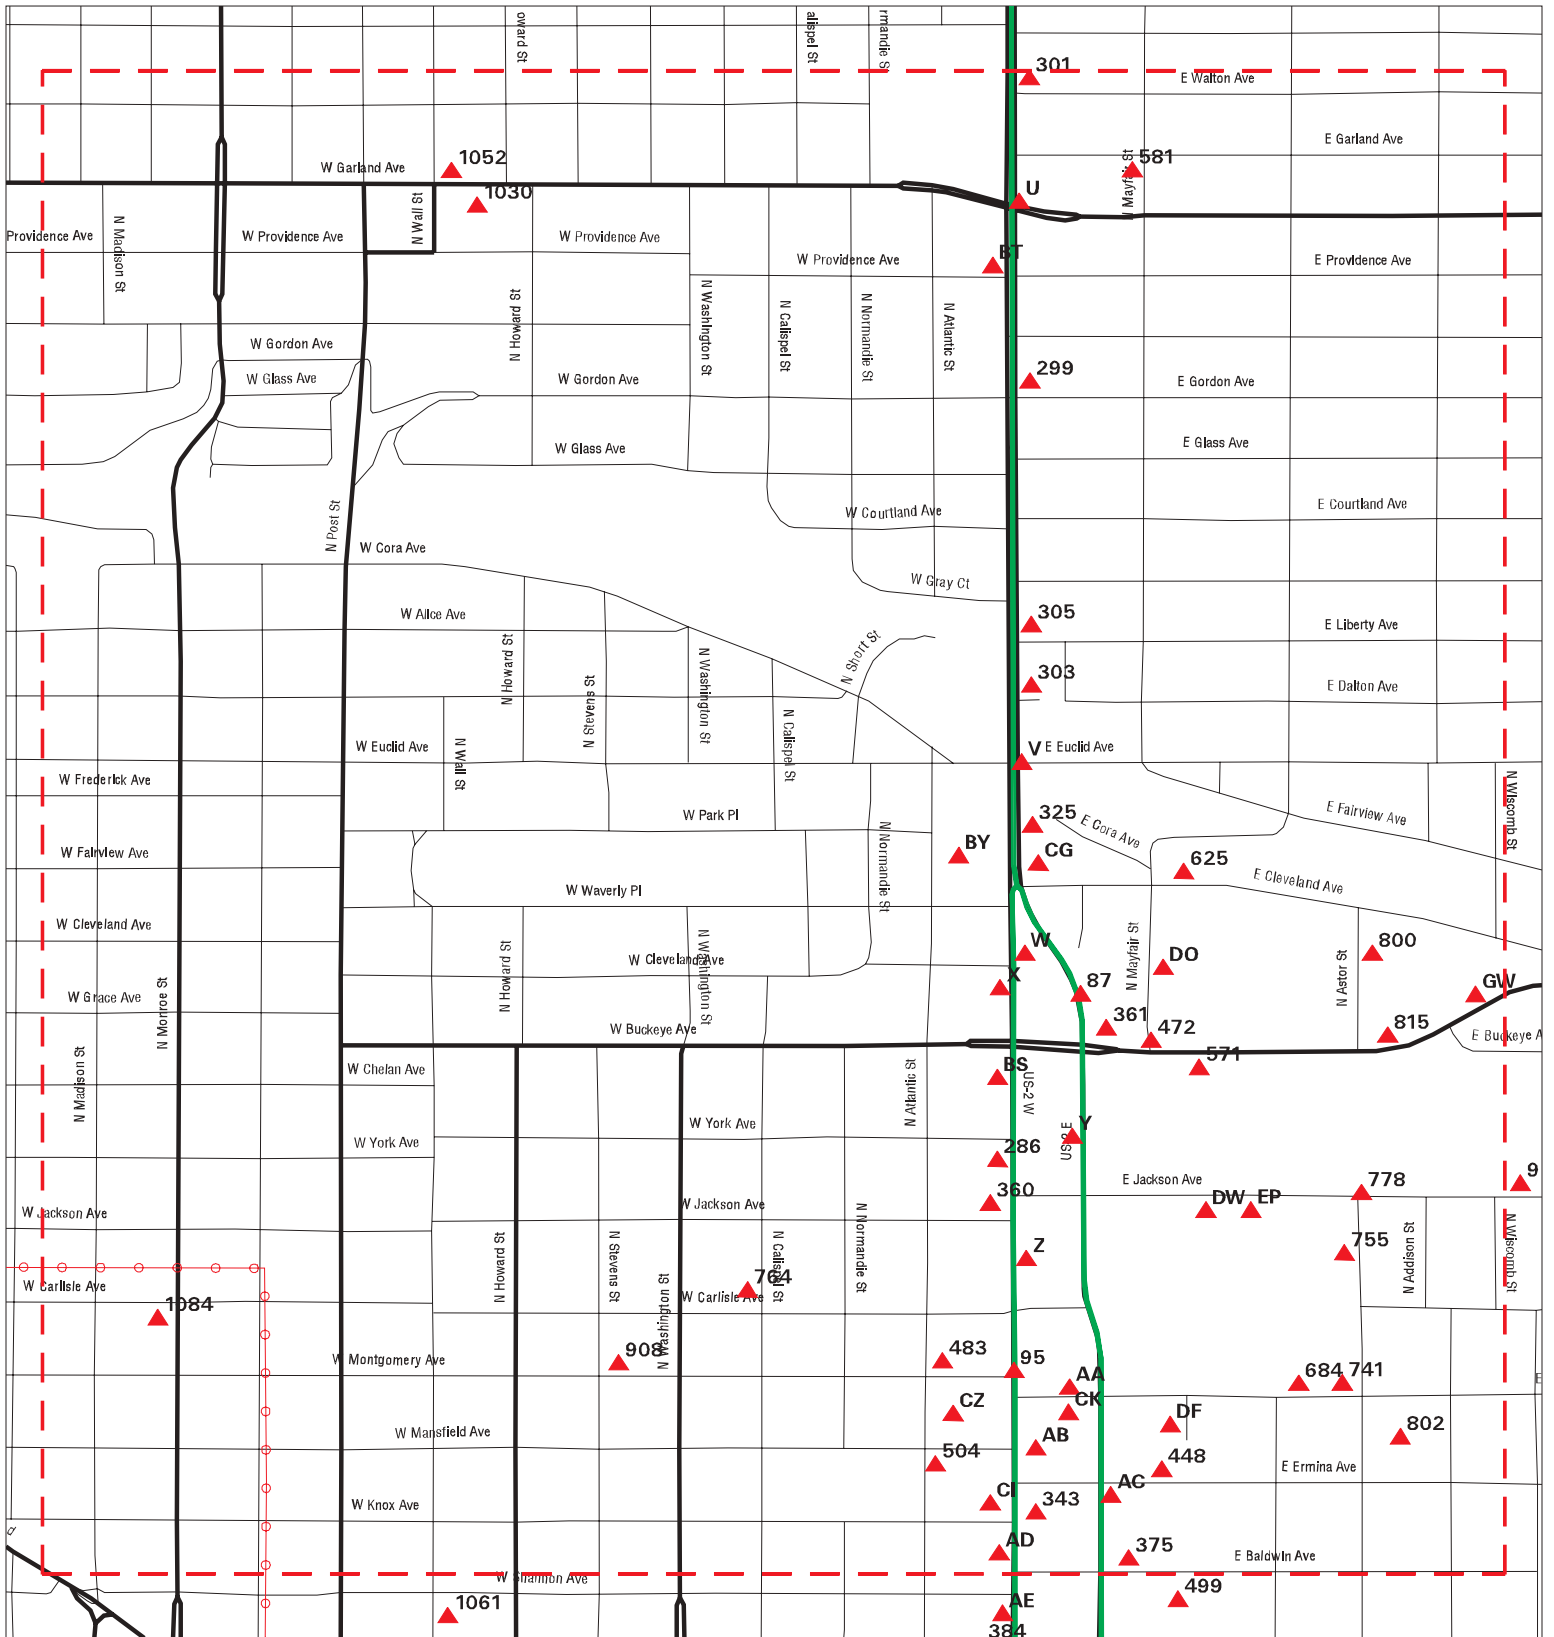 oward St
alispel St
rmandie S
301
E Walton Ave
E Garland Ave
W Garland Ave
1052
1030
N Mayfair St
581
U
Providence Ave
N Madison St
W Providence Ave
N Wall St
W Providence Ave
W Providence Ave
BT
E Providence Ave
N Howard St
N Washington St
N Calispel St
N Normandie St
N Atlantic St
W Gordon Ave
W Glass Ave
W Gordon Ave
299
E Gordon Ave
W Glass Ave
E Glass Ave
N Post St
W Courtland Ave
E Courtland Ave
W Cora Ave
W Gray Ct
W Alice Ave
305
E Liberty Ave
N Howard St
N Stevens St
N Washington St
N Short St
303
E Dalton Ave
W Euclid Ave
N Wall St
N Calispel St
V
E Euclid Ave
W Frederick Ave
N Wiscomb St
W Park Pl
325
E Cora Ave
E Fairview Ave
W Fairview Ave
N Normandie St
BY
CG
625
W Waverly Pl
E Cleveland Ave
W Cleveland Ave
N Howard St
W Cleveland Ave
N Washington St
W
N Mayfair St
DO
N Astor St
800
X
W Grace Ave
N Monroe St
87
GW
W Buckeye Ave
361
472
815
E Buckeye A
N Madison St
W Chelan Ave
BS
US-2 W
571
N Atlantic St
W York Ave
W York Ave
Y
US-2 E
286
E Jackson Ave
778
9
360
W Jackson Ave
W Jackson Ave
DW
EP
N Howard St
N Stevens St
N Washington St
N Calispel St
N Normandie St
Z
755
N Addison St
N Wiscomb St
W Carlisle Ave
764
W Carlisle Ave
1084
W Montgomery Ave
908
483
95
AA
684
741
E
CZ
CK
DF
802
W Mansfield Ave
AB
504
448
E Ermina Ave
W Knox Ave
CI
343
AC
AD
375
E Baldwin Ave
W Shannon Ave
1061
AE
499
384